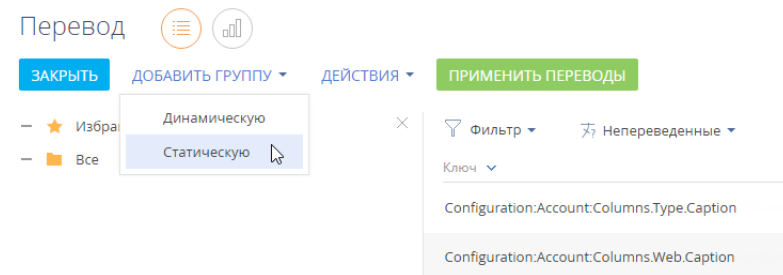 Перевод
ЗАКРЫТЬ ДОБАВИТЬ ГРУППУ ДЕЙСТВИЯ ПРИМЕНИТЬ ПЕРЕВОДЫ
Динамическую
Статическую
Избра
Все
Фильтр Непереведенные
Ключ
Configuration:Account:Columns.Type.Caption
Configuration:Account:Columns.Web.Caption